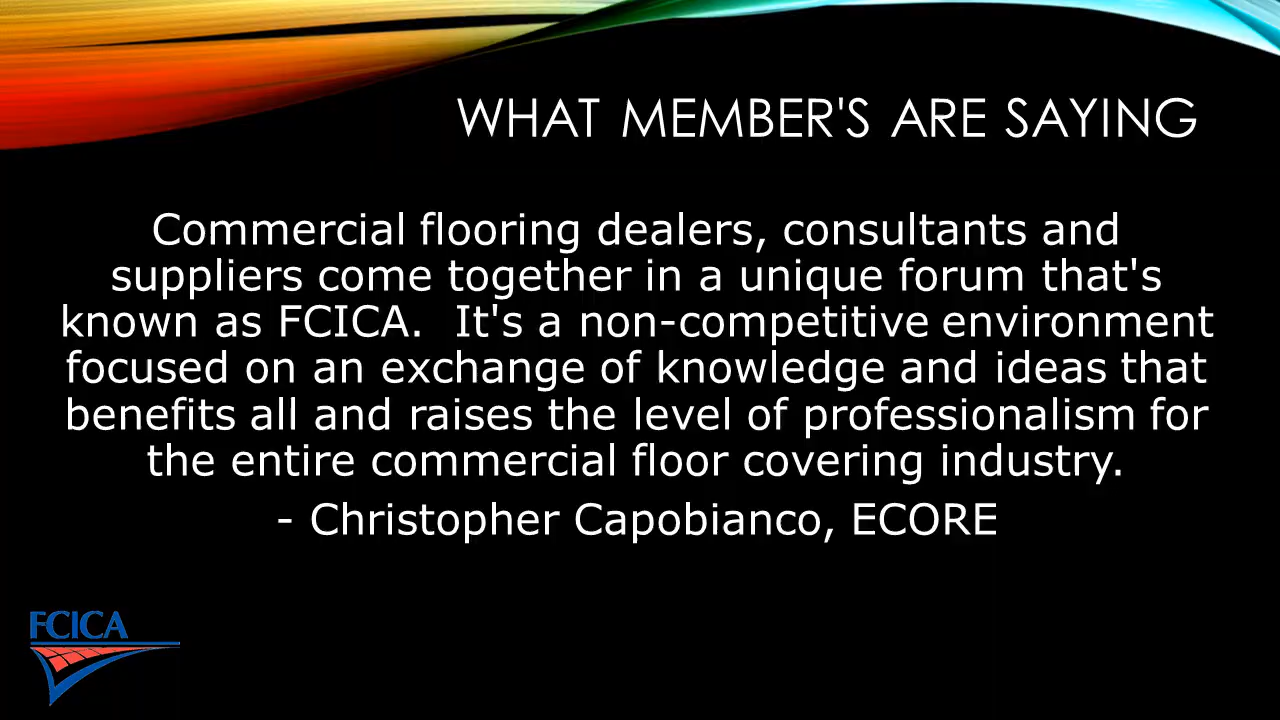 WHAT MEMBER'S ARE SAYING
Commercial flooring dealers, consultants and
suppliers come together in a unique forum that's
known as FCICA.  It's a non-competitive environment
focused on an exchange of knowledge and ideas that
benefits all and raises the level of professionalism for
the entire commercial floor covering industry.
- Christopher Capobianco, ECORE
FCICA